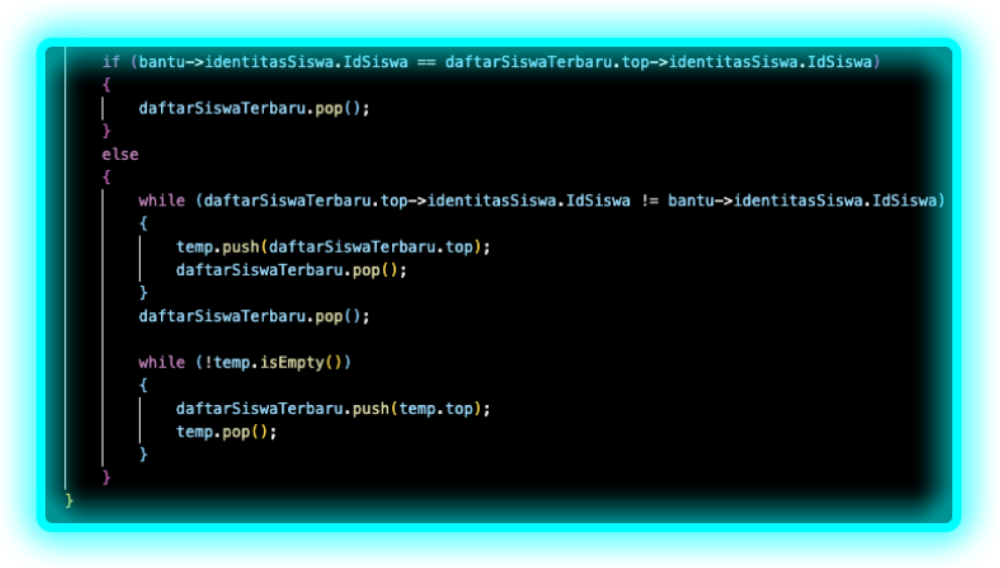 if (bantu->identitasSiswa.IdSiswa == daftarSiswaTerbaru.top->identitasSiswa.IdSiswa)
{
daftarSiswaTerbaru.pop();
}
else
{
while (daftarSiswaTerbaru.top->identitasSiswa.IdSiswa != bantu->identitasSiswa.IdSiswa)
{
temp.push(daftarSiswaTerbaru.top);
daftarSiswaTerbaru.pop();
}
daftarSiswaTerbaru.pop();
while (!temp.isEmpty())
{
daftarSiswaTerbaru.push(temp.top);
temp.pop();
}
}
}